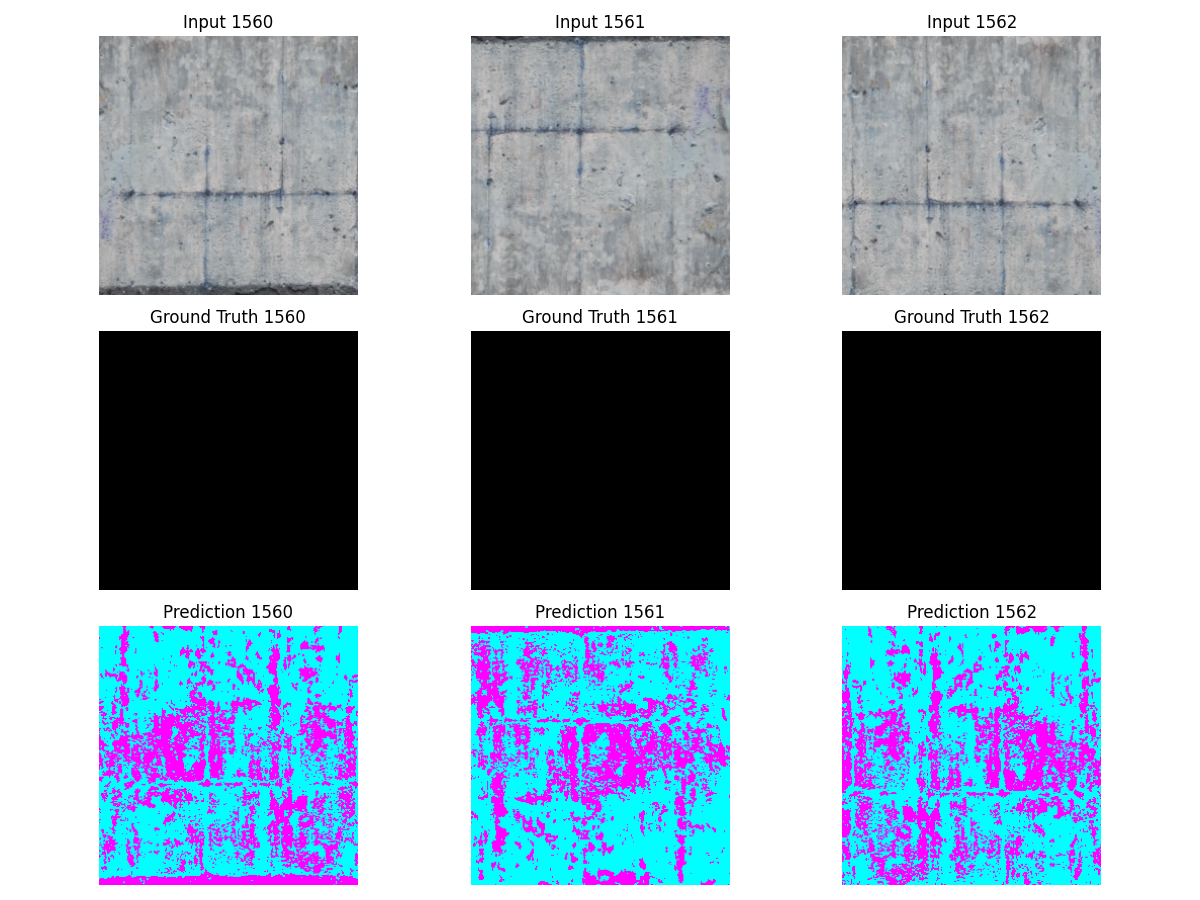 Input 1560
Input 1561
Input 1562
Ground Truth 1560
Ground Truth 1561
Ground Truth 1562
Prediction 1560
Prediction 1561
Prediction 1562